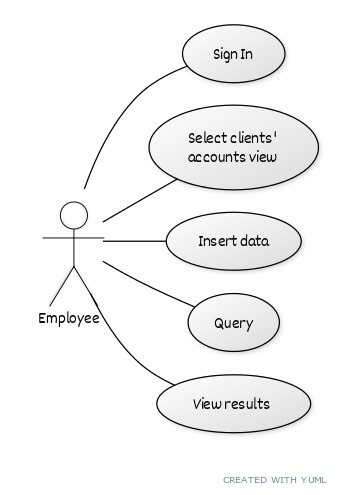 Sign In
Select clients'
accounts view
Insert data
Query
Employee
View results
CREATED WITH YUML